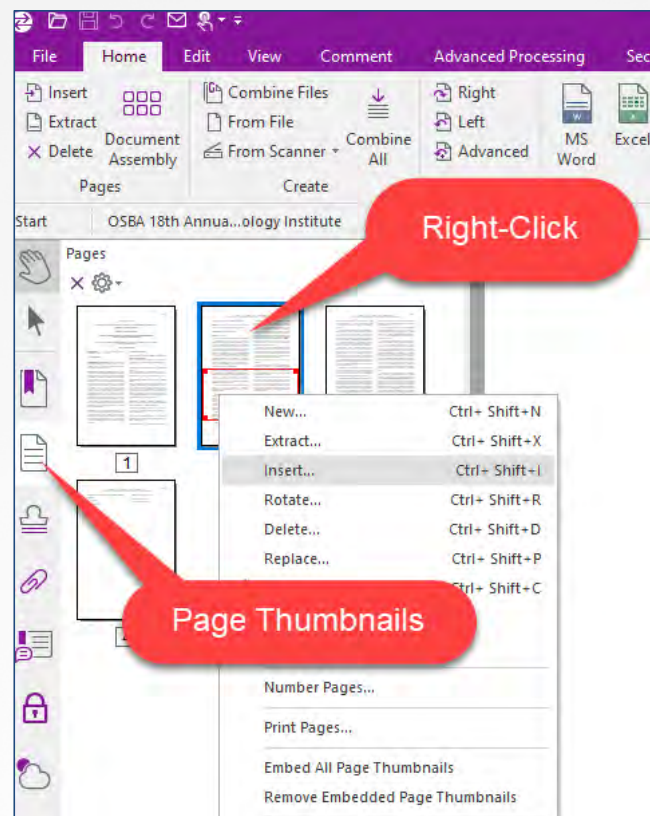 File Home Edit View Comment Advanced Processing Sec
Insert
Extract
Delete
Document
Assembly
Pages
Combine Files
From File
From Scanner
Combine
All
Create
Right
Left
Advanced
MS
Word
Excel
Start OSBA 18th Annua...ology Institute
Right-Click
Pages
1
New... Ctrl+ Shift+N
Extract... Ctrl+ Shift+X
Insert... Ctrl+ Shift+I
Rotate... Ctrl+ Shift+R
Delete... Ctrl+ Shift+D
Replace... Ctrl+ Shift+P
Ctrl+ Shift+C
Page Thumbnails
Number Pages...
Print Pages...
Embed All Page Thumbnails
Remove Embedded Page Thumbnails